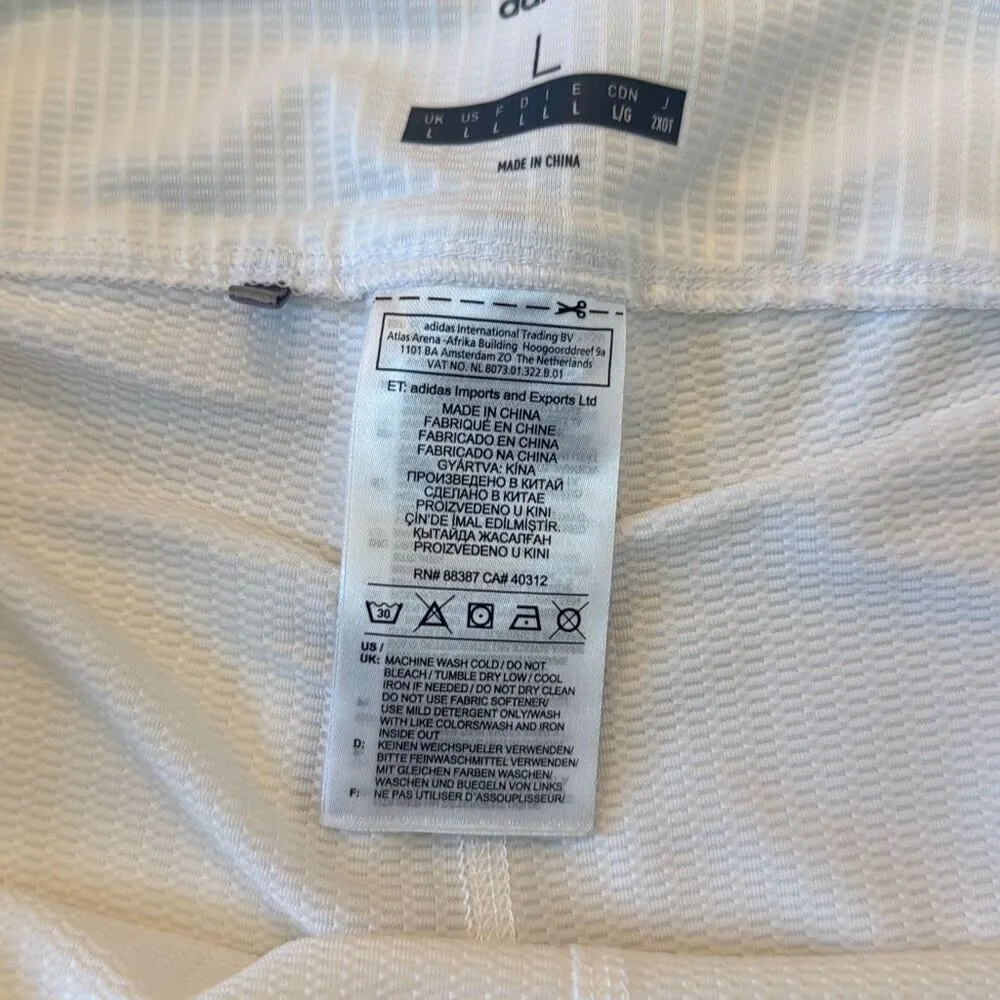 L
UK US F D I E CDN J
L L L L L L L/G 2XOT
MADE IN CHINA
adidas International Trading BV
Atlas Arena -Afrika Building Hoogoorddreef 9a
1101 BA Amsterdam ZO The Netherlands
VAT NO. NL 8073.01.322.B.01
ET: adidas Imports and Exports Ltd
MADE IN CHINA
FABRIQUÉ EN CHINE
FABRICADO EN CHINA
FABRICADO NA CHINA
GYÁRTVA: KÍNA
ПРОИЗВЕДЕНО В КИТАЙ
СДЕЛАНО В КИТАЕ
PROIZVEDENO U KINI
ÇİN'DE İMAL EDİLMİŞTİR.
ҚЫТАЙДА ЖАСАЛҒАН
PROIZVEDENO U KINI
RN# 88387 CA# 40312
30
US /
UK: MACHINE WASH COLD / DO NOT
BLEACH / TUMBLE DRY LOW / COOL
IRON IF NEEDED / DO NOT DRY CLEAN
DO NOT USE FABRIC SOFTENER/
USE MILD DETERGENT ONLY/WASH
WITH LIKE COLORS/WASH AND IRON
INSIDE OUT
D: KEINEN WEICHSPUELER VERWENDEN/
BITTE FEINWASCHMITTEL VERWENDEN/
MIT GLEICHEN FARBEN WASCHEN/
WASCHEN UND BUEGELN VON LINKS
F: NE PAS UTILISER D'ASSOUPLISSEUR/